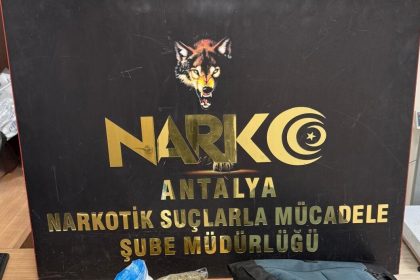 NARKO
ANTALYA
NARKOTİK SUÇLARLA MÜCADELE
ŞUBE MÜDÜRLÜĞÜ